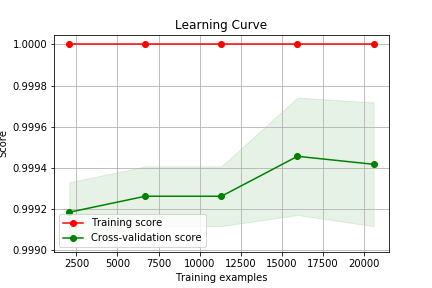 Learning Curve
1.0000
0.9998
0.9996
0.9994
0.9992
0.9990
Score
Training score
Cross-validation score
2500 5000 7500 10000 12500 15000 17500 20000
Training examples